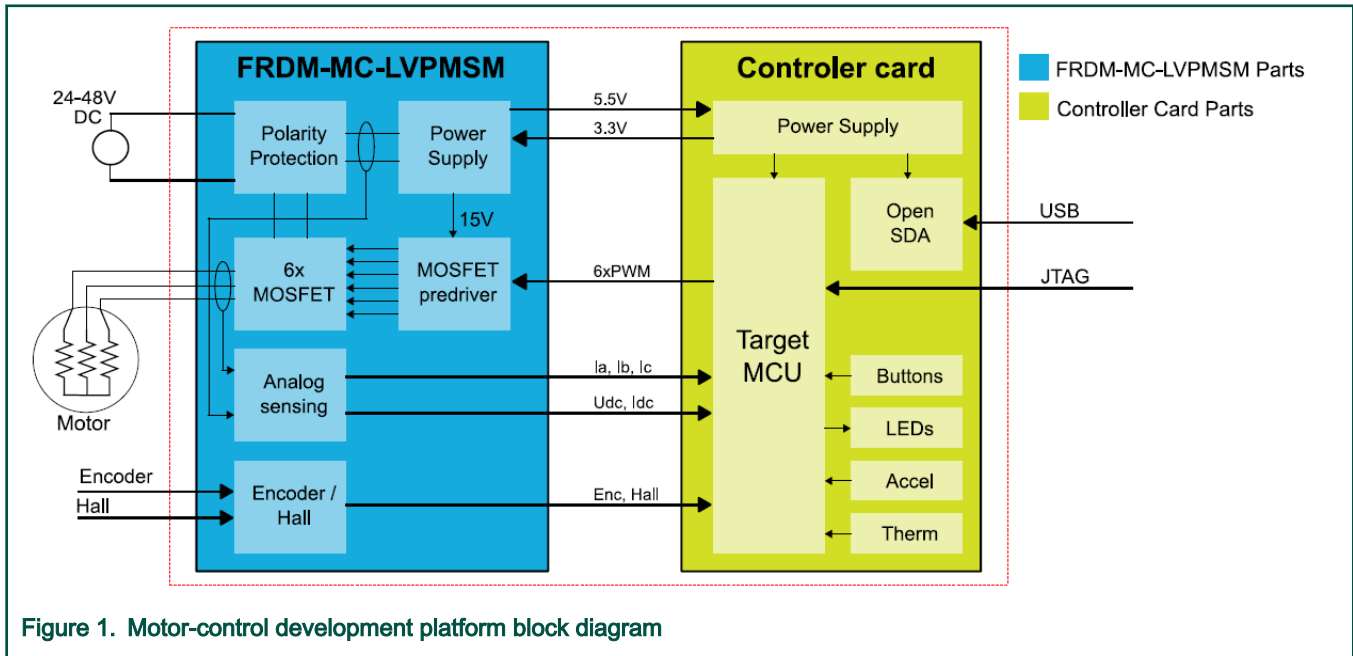 FRDM-MC-LVPMSM
Controler card
FRDM-MC-LVPMSM Parts
Controller Card Parts
24-48V
DC
Polarity
Protection
Power
Supply
5.5V
3.3V
Power Supply
15V
Open
SDA
USB
6x
MOSFET
MOSFET
predriver
6xPWM
JTAG
Target
MCU
Motor
Analog
sensing
Ia, Ib, Ic
Udc, Idc
Buttons
LEDs
Encoder
Hall
Encoder /
Hall
Enc, Hall
Accel
Therm
Figure 1. Motor-control development platform block diagram